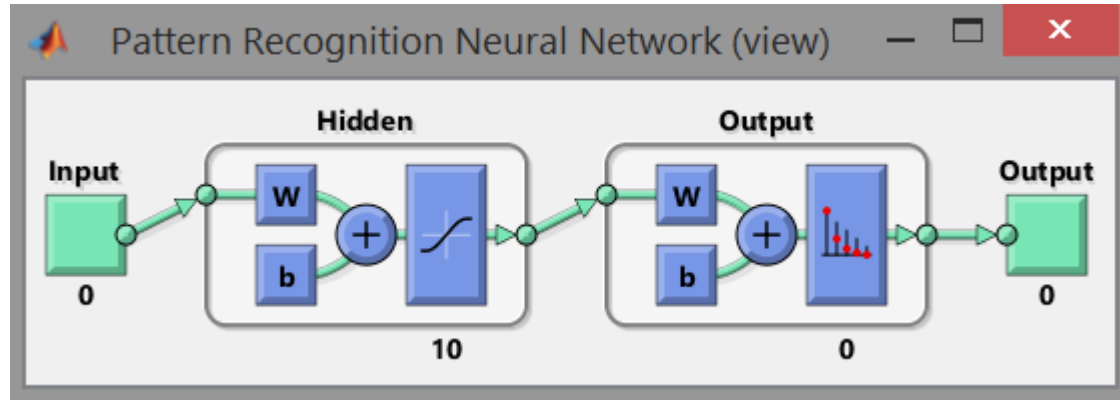 Pattern Recognition Neural Network (view)
Hidden
Output
Input
Output
W
W
+
+
b
b
0
0
10
0